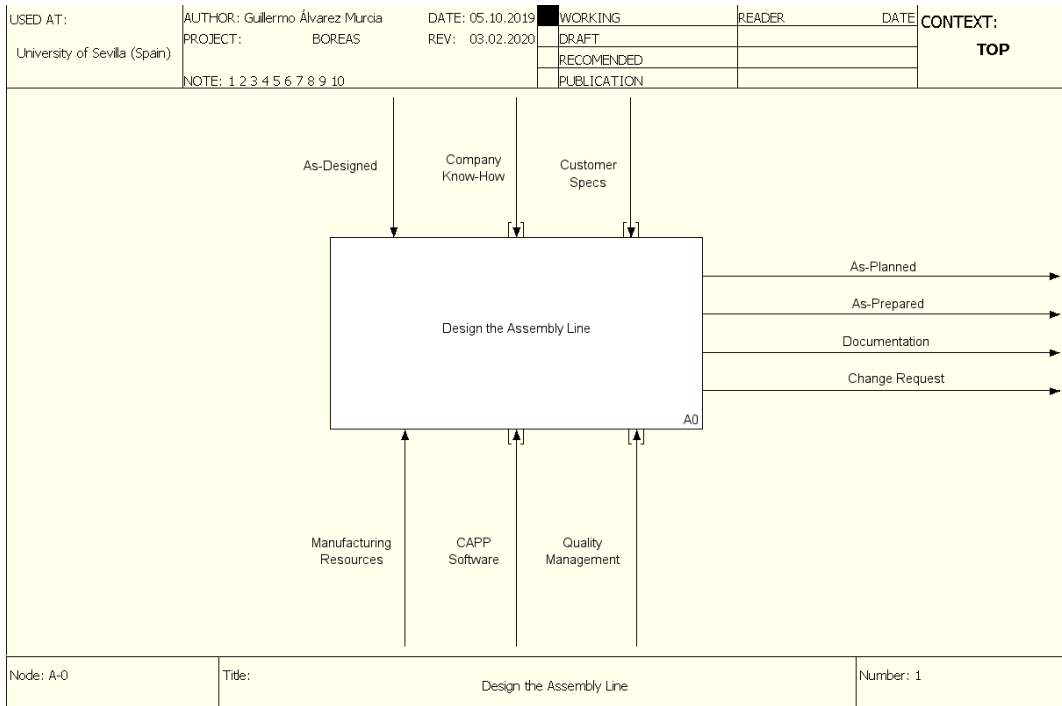 USED AT:
University of Sevilla (Spain)
AUTHOR: Guillermo Álvarez Murcia
DATE: 05.10.2019
PROJECT: BOREAS
REV: 03.02.2020
NOTE: 1 2 3 4 5 6 7 8 9 10
WORKING
DRAFT
RECOMENDED
PUBLICATION
READER
DATE
CONTEXT:
TOP
As-Designed
Company
Know-How
Customer
Specs
Design the Assembly Line
A0
As-Planned
As-Prepared
Documentation
Change Request
Manufacturing
Resources
CAPP
Software
Quality
Management
Node: A-0
Title:
Design the Assembly Line
Number: 1